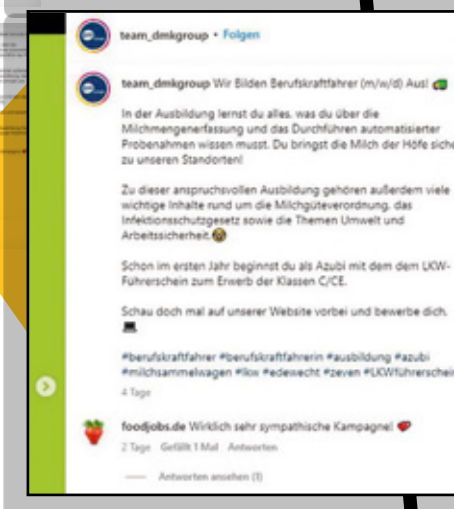 team_dmkgroup • Folgen
team_dmkgroup Wir Bilden Berufskraftfahrer (m/w/d) Aus!
In der Ausbildung lernst du alles, was du über die
Milchmengenerfassung und das Durchführen automatisierter
Probenahmen wissen musst. Du bringst die Milch der Höfe siche
zu unseren Standorten!
Zu dieser anspruchsvollen Ausbildung gehören außerdem viele
wichtige Inhalte rund um die Milchgüteverordnung, das
Infektionsschutzgesetz sowie die Themen Umwelt und
Arbeitssicherheit.
Schon im ersten Jahr beginnst du als Azubi mit dem dem LKW-
Führerschein zum Erwerb der Klassen C/CE.
Schau doch mal auf unserer Website vorbei und bewerbe dich.
#berufskraftfahrer #berufskraftfahrerin #ausbildung #azubi
#milchsammelwagen #lkw #edewecht #zeven #LKWführerschein
4 Tage
foodjobs.de Wirklich sehr sympathische Kampagne!
2 Tage Gefällt 1 Mal Antworten
Antworten ansehen (1)